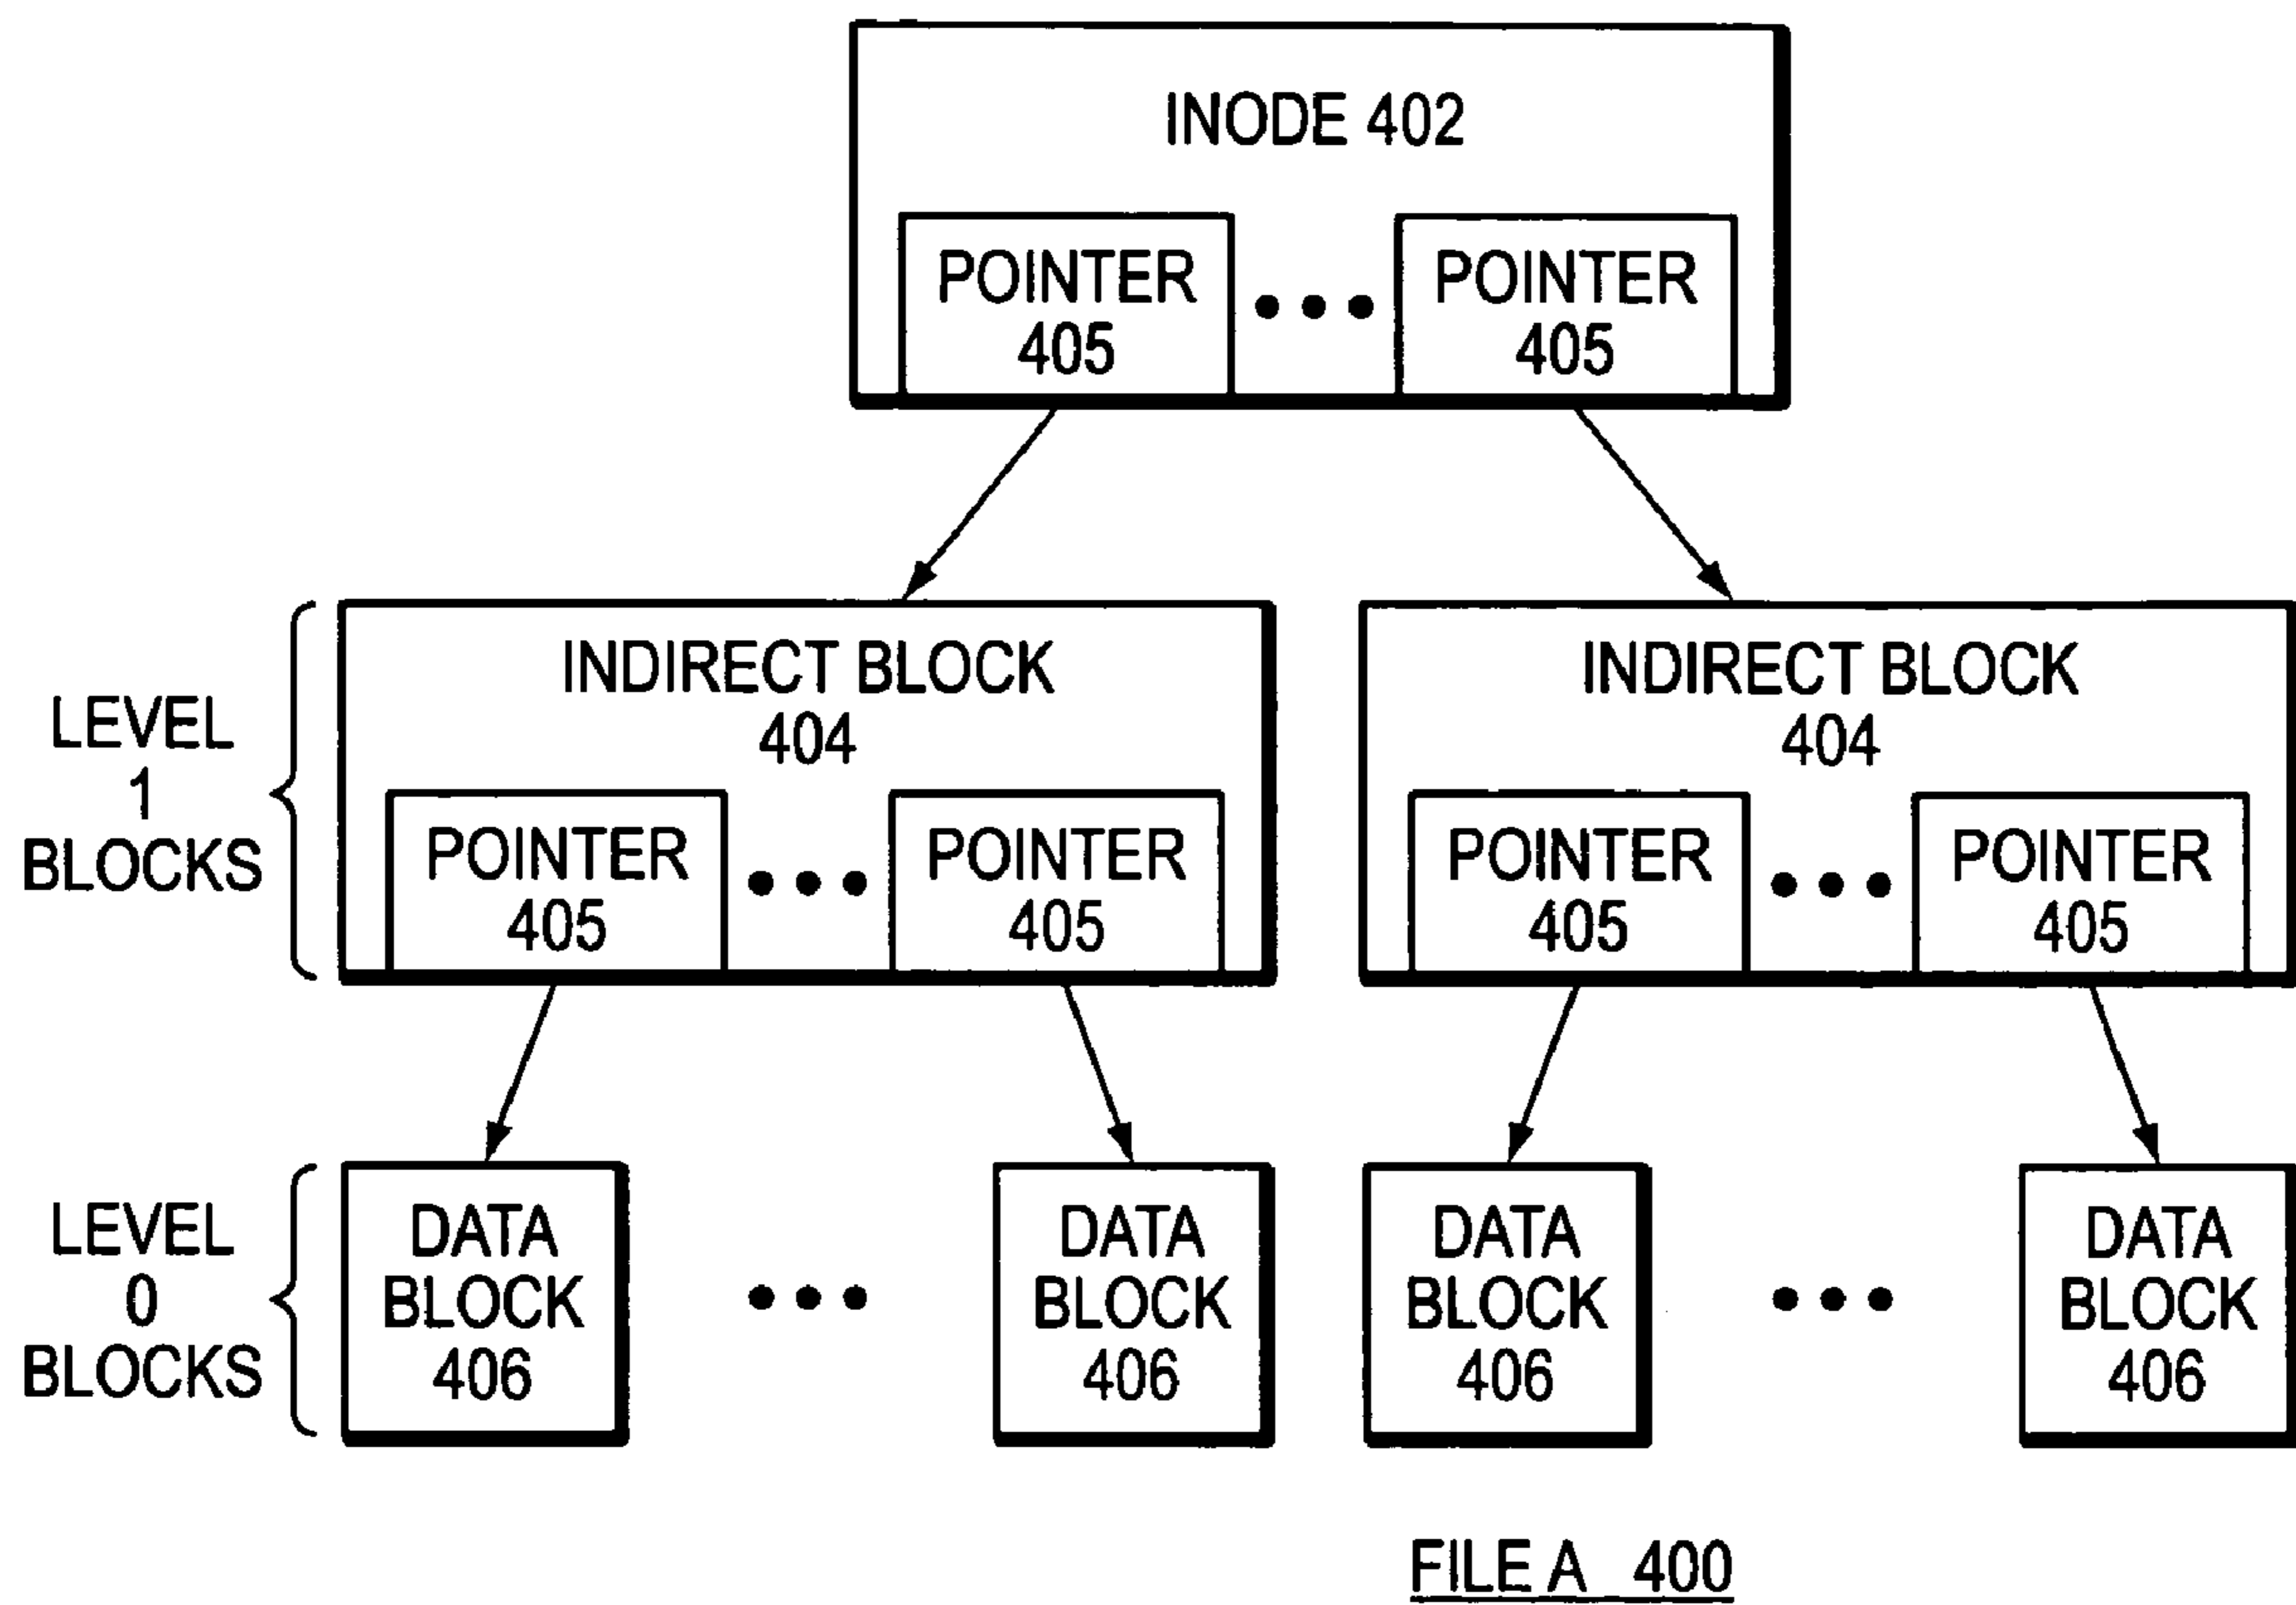 INODE 402
POINTER
405
POINTER
405
LEVEL
1
BLOCKS
INDIRECT BLOCK
404
POINTER
405
POINTER
405
INDIRECT BLOCK
404
POINTER
405
POINTER
405
LEVEL
0
BLOCKS
DATA
BLOCK
406
DATA
BLOCK
406
DATA
BLOCK
406
DATA
BLOCK
406
FILE A 400